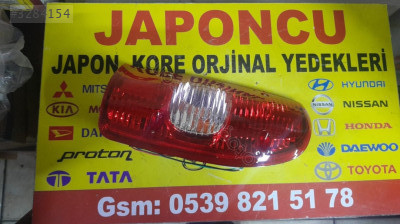 JAPONCU
JAPON, KORE ORJİNAL YEDEKLERİ
HYUNDAI
KIA
NISSAN
HONDA
proton
DAEWOO
TATA
TOYOTA
Gsm: 0539 821 51 78